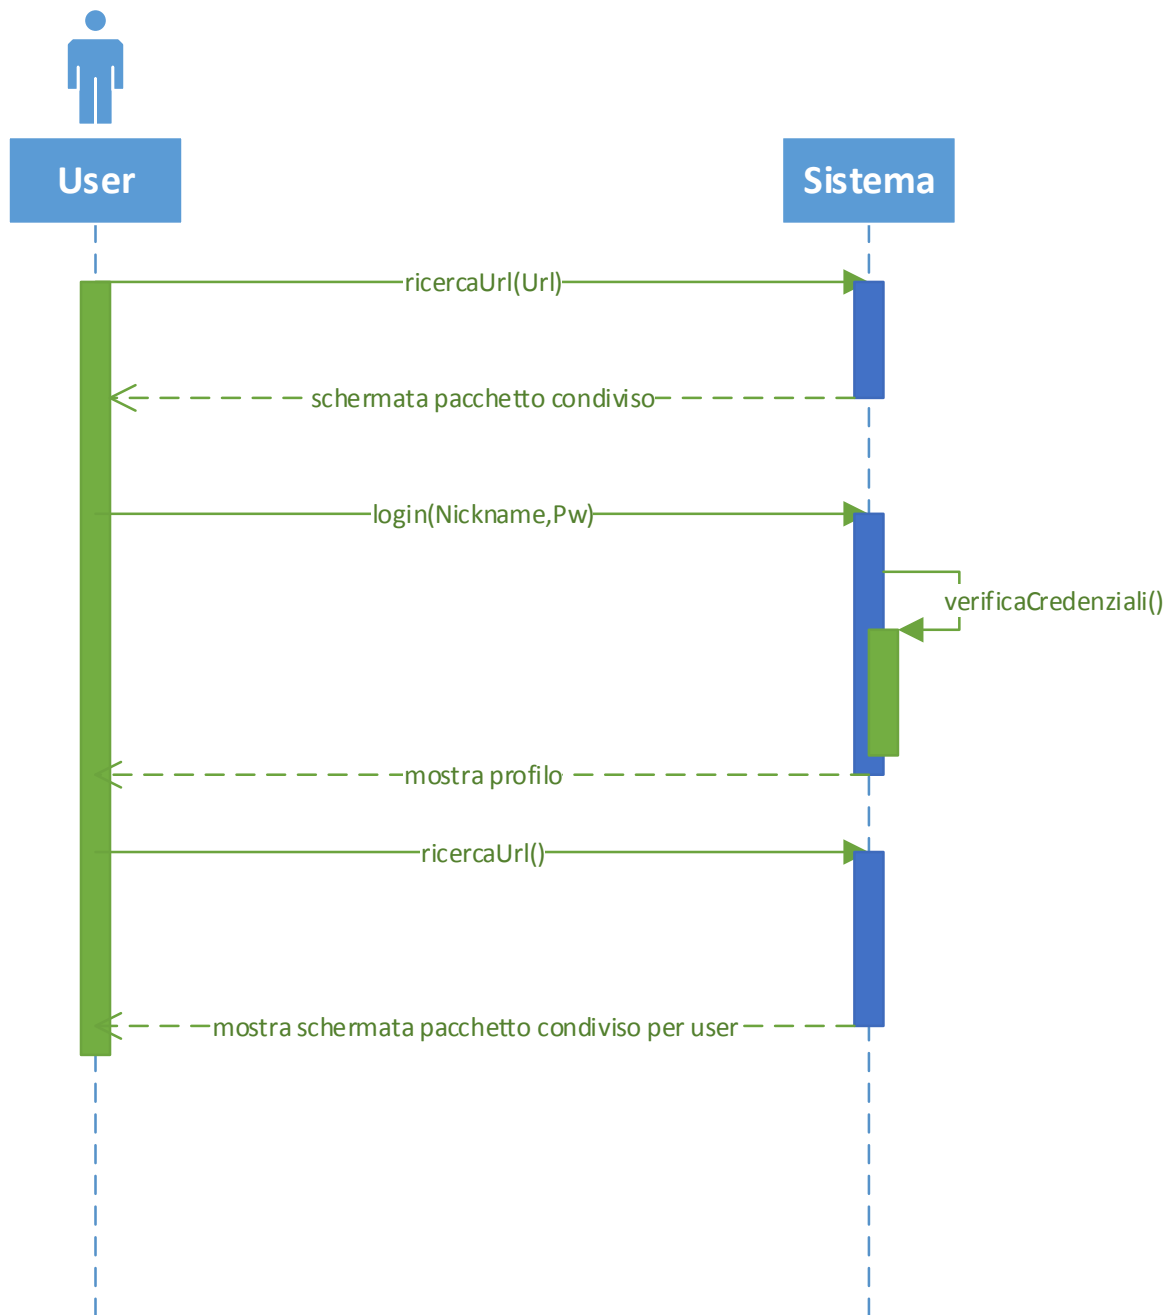 User
Sistema
ricercaUrl(Url)
schermata pacchetto condiviso
login(Nickname,Pw)
verificaCredenziali()
mostra profilo
ricercaUrl()
mostra schermata pacchetto condiviso per user